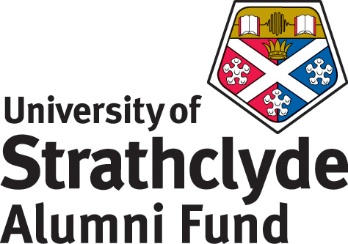 University of
Strathclyde
Alumni Fund